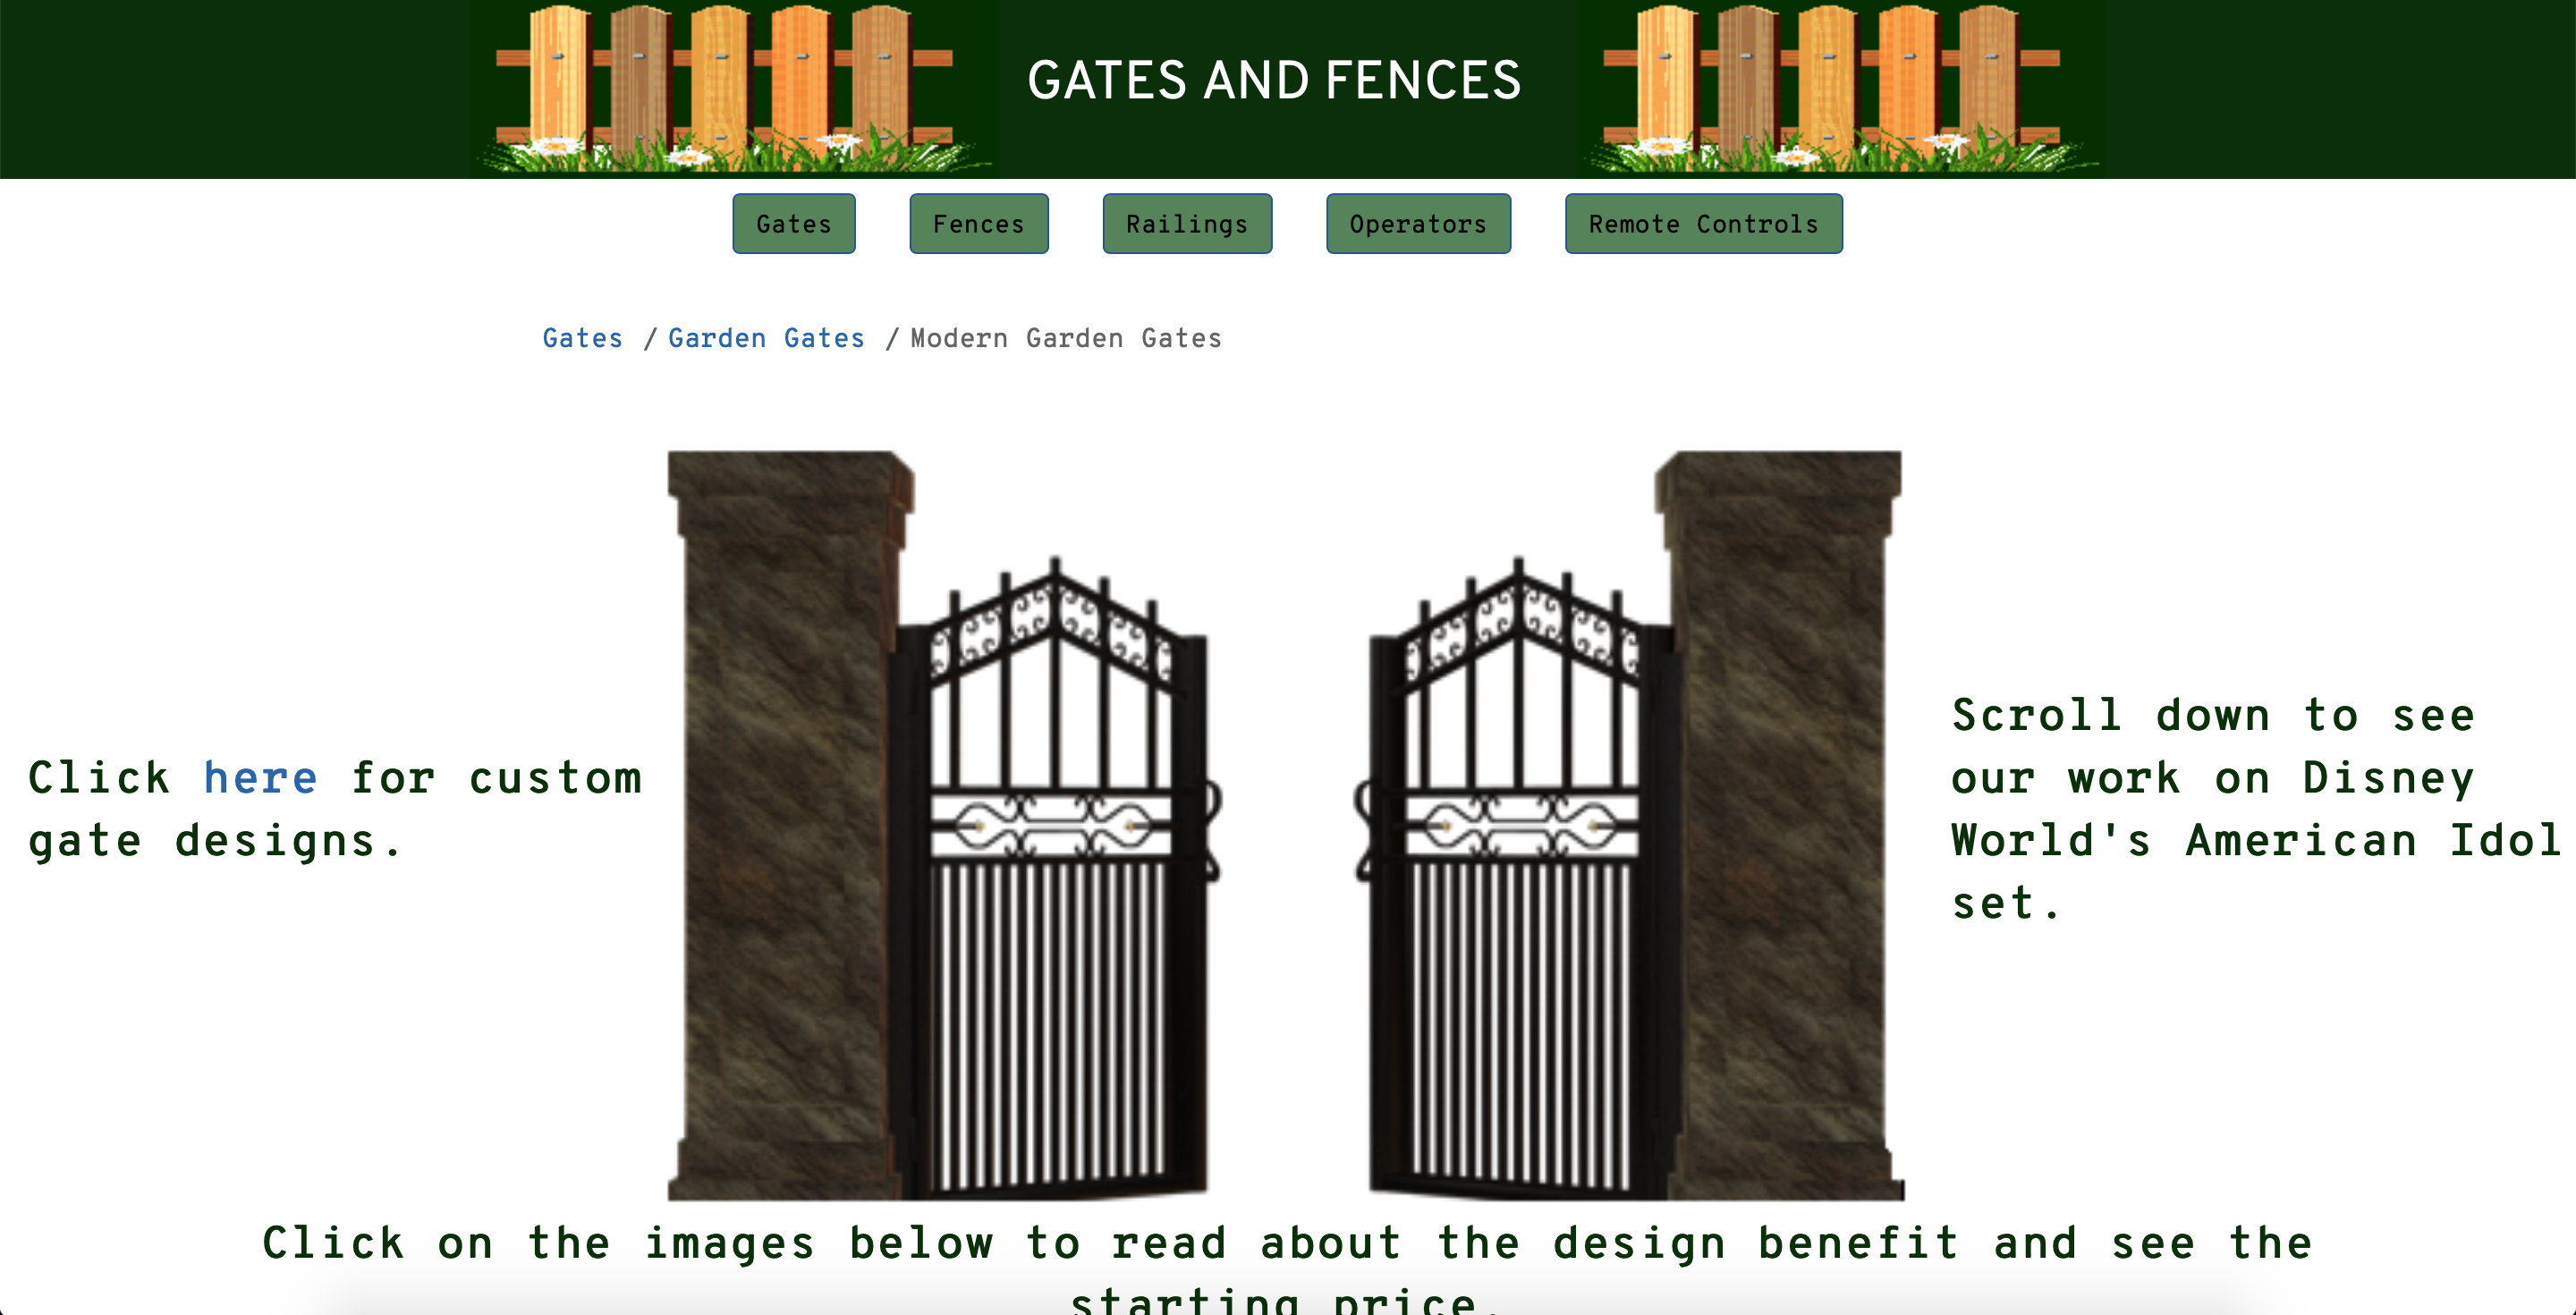 GATES AND FENCES
Gates Fences Railings Operators Remote Controls
Gates / Garden Gates / Modern Garden Gates
Click here for custom
gate designs.
Scroll down to see
our work on Disney
World's American Idol
set.
Click on the images below to read about the design benefit and see the
starting price.